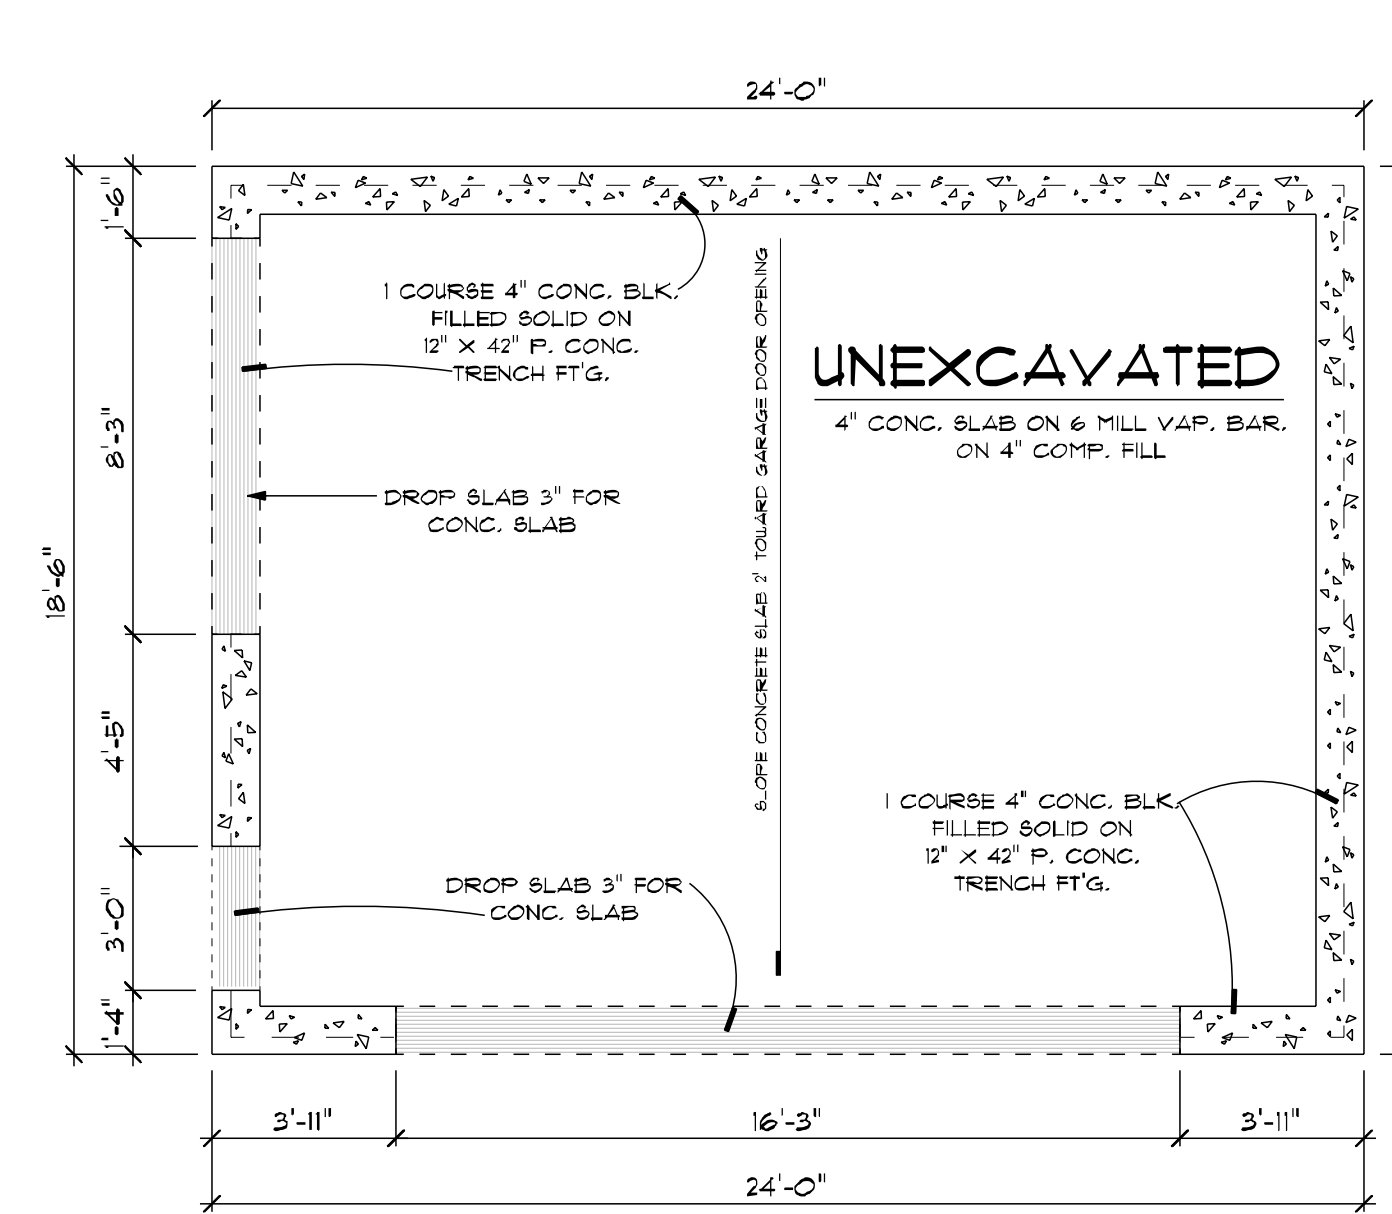 24'-0"
1'-6"
1 COURSE 4" CONC. BLK.
FILLED SOLID ON
12" X 42" P. CONC.
TRENCH FT'G.
SLOPE CONCRETE SLAB 2" TOWARD GARAGE DOOR OPENING
UNEXCAVATED
4" CONC. SLAB ON 6 MILL VAP. BAR.
ON 4" COMP. FILL
8'-3"
DROP SLAB 3" FOR
CONC. SLAB
18'-6"
4'-5"
1 COURSE 4" CONC. BLK.
FILLED SOLID ON
12" X 42" P. CONC.
TRENCH FT'G.
DROP SLAB 3" FOR
CONC. SLAB
3'-0"
1'-4"
3'-11"
16'-3"
3'-11"
24'-0"